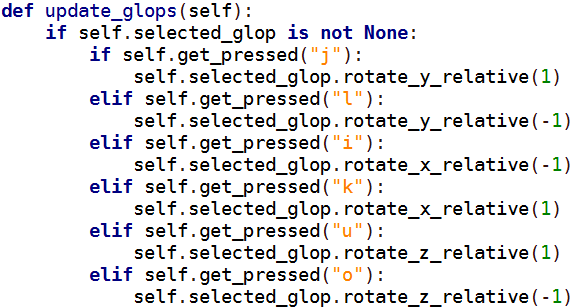 def update_glops(self):
    if self.selected_glop is not None:
        if self.get_pressed("j"):
            self.selected_glop.rotate_y_relative(1)
        elif self.get_pressed("l"):
            self.selected_glop.rotate_y_relative(-1)
        elif self.get_pressed("i"):
            self.selected_glop.rotate_x_relative(-1)
        elif self.get_pressed("k"):
            self.selected_glop.rotate_x_relative(1)
        elif self.get_pressed("u"):
            self.selected_glop.rotate_z_relative(1)
        elif self.get_pressed("o"):
            self.selected_glop.rotate_z_relative(-1)